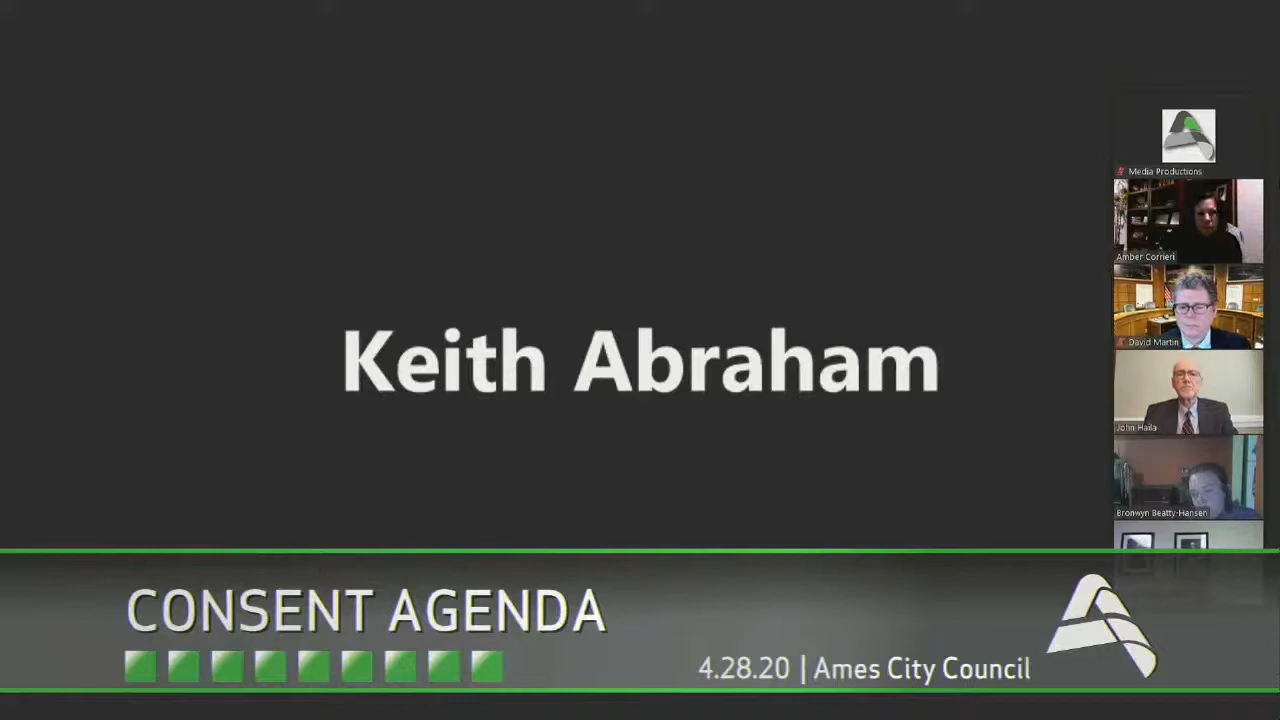 Media Productions
Amber Corrieri
David Martin
John Haila
Bronwyn Beatty-Hansen
Keith Abraham
CONSENT AGENDA
4.28.20 | Ames City Council